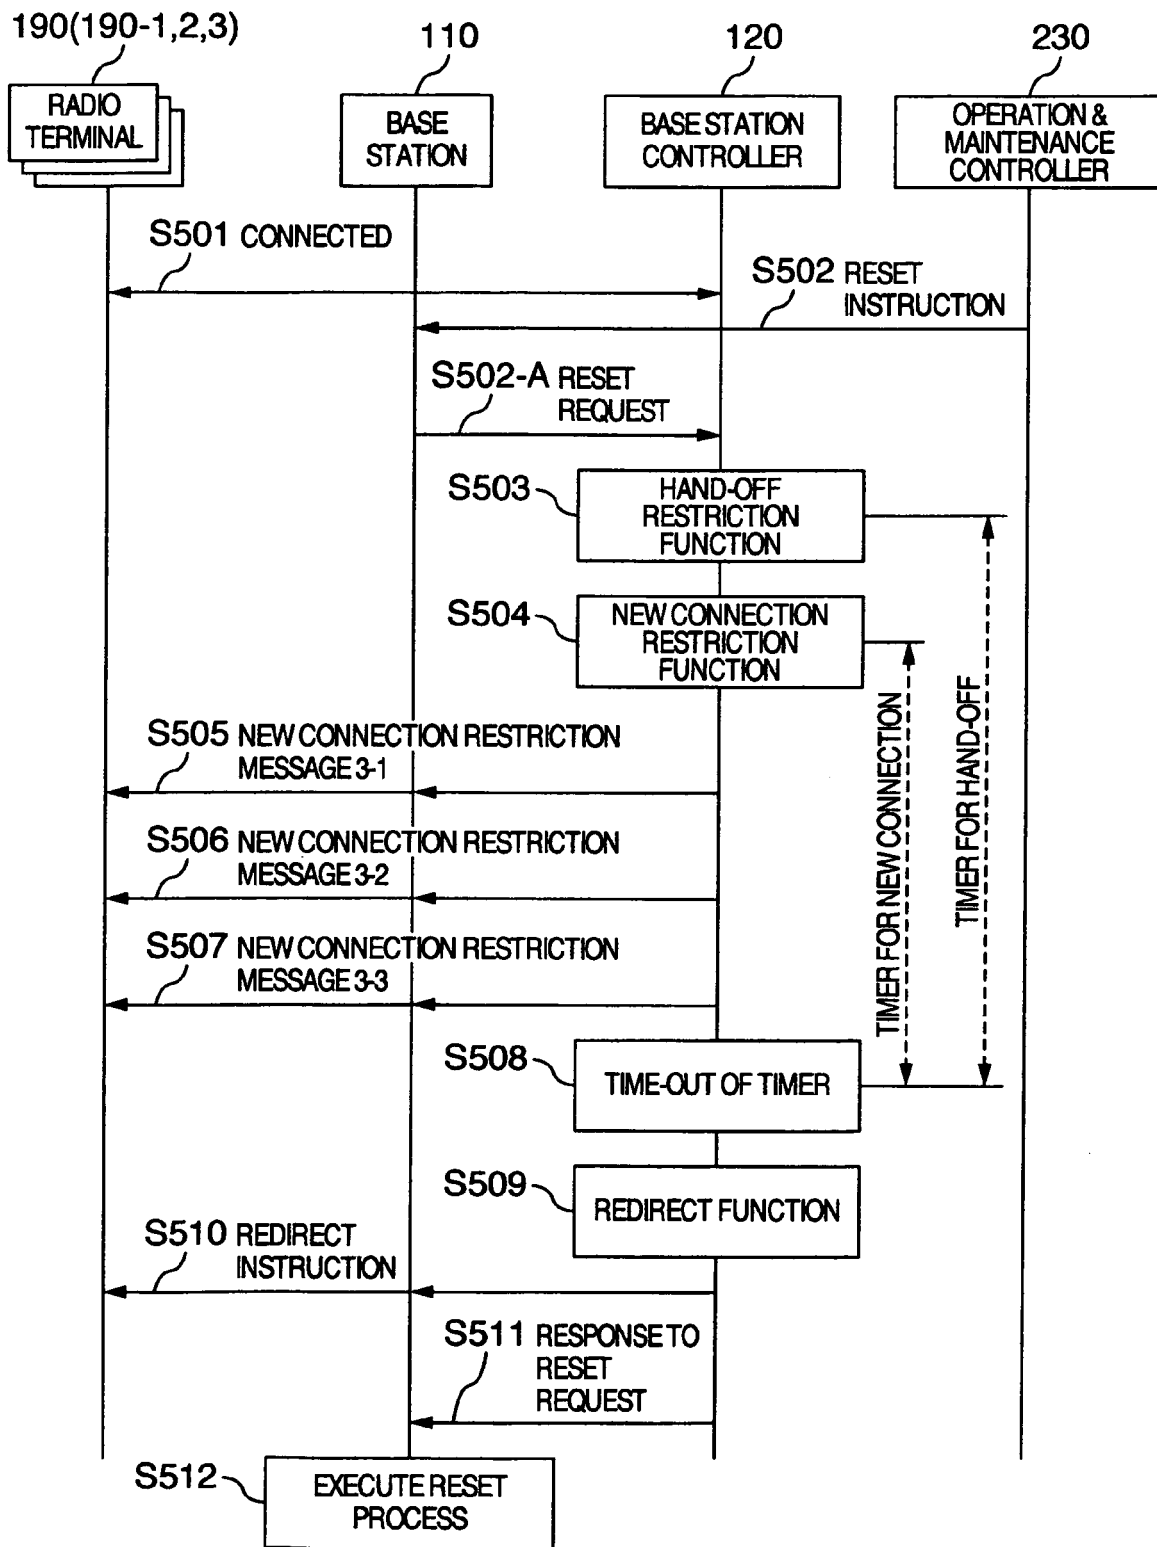 190(190-1,2,3)
110
120
230
RADIO
TERMINAL
BASE
STATION
BASE STATION
CONTROLLER
OPERATION &
MAINTENANCE
CONTROLLER
S501 CONNECTED
S502 RESET
INSTRUCTION
S502-A RESET
REQUEST
S503
HAND-OFF
RESTRICTION
FUNCTION
S504
NEW CONNECTION
RESTRICTION
FUNCTION
TIMER FOR NEW CONNECTION
TIMER FOR HAND-OFF
S505 NEW CONNECTION RESTRICTION
MESSAGE 3-1
S506 NEW CONNECTION RESTRICTION
MESSAGE 3-2
S507 NEW CONNECTION RESTRICTION
MESSAGE 3-3
S508
TIME-OUT OF TIMER
S509
REDIRECT FUNCTION
S510 REDIRECT
INSTRUCTION
S511 RESPONSE TO
RESET
REQUEST
S512
EXECUTE RESET
PROCESS